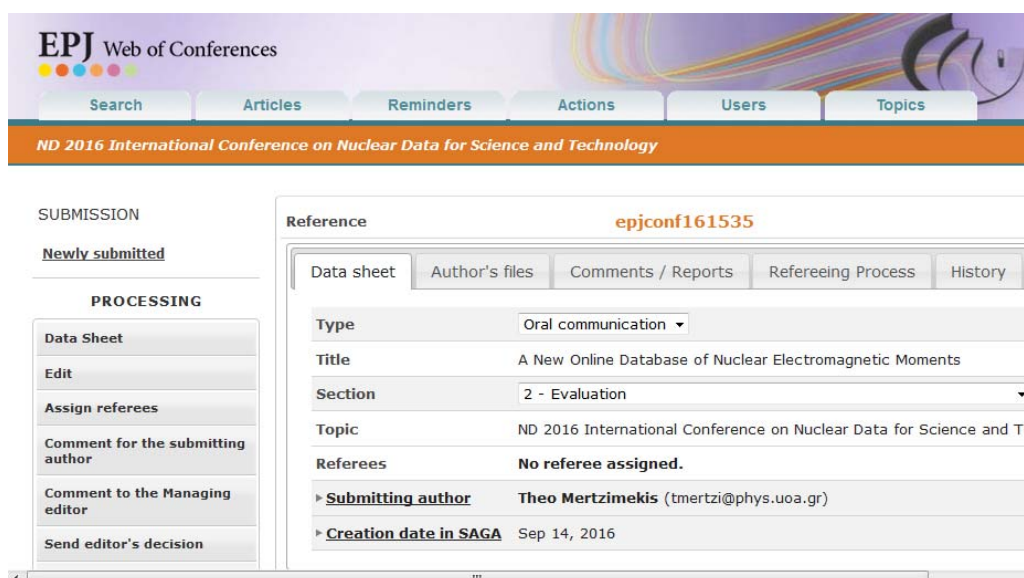 EPJ Web of Conferences
Search Articles Reminders Actions Users Topics
ND 2016 International Conference on Nuclear Data for Science and Technology
SUBMISSION
Newly submitted
PROCESSING
Data Sheet
Edit
Assign referees
Comment for the submitting
author
Comment to the Managing
editor
Send editor's decision
Reference epjconf161535
Data sheet Author's files Comments / Reports Refereeing Process History
Type Oral communication
Title A New Online Database of Nuclear Electromagnetic Moments
Section 2 - Evaluation
Topic ND 2016 International Conference on Nuclear Data for Science and T
Referees No referee assigned.
Submitting author Theo Mertzimekis (tmertzi@phys.uoa.gr)
Creation date in SAGA Sep 14, 2016